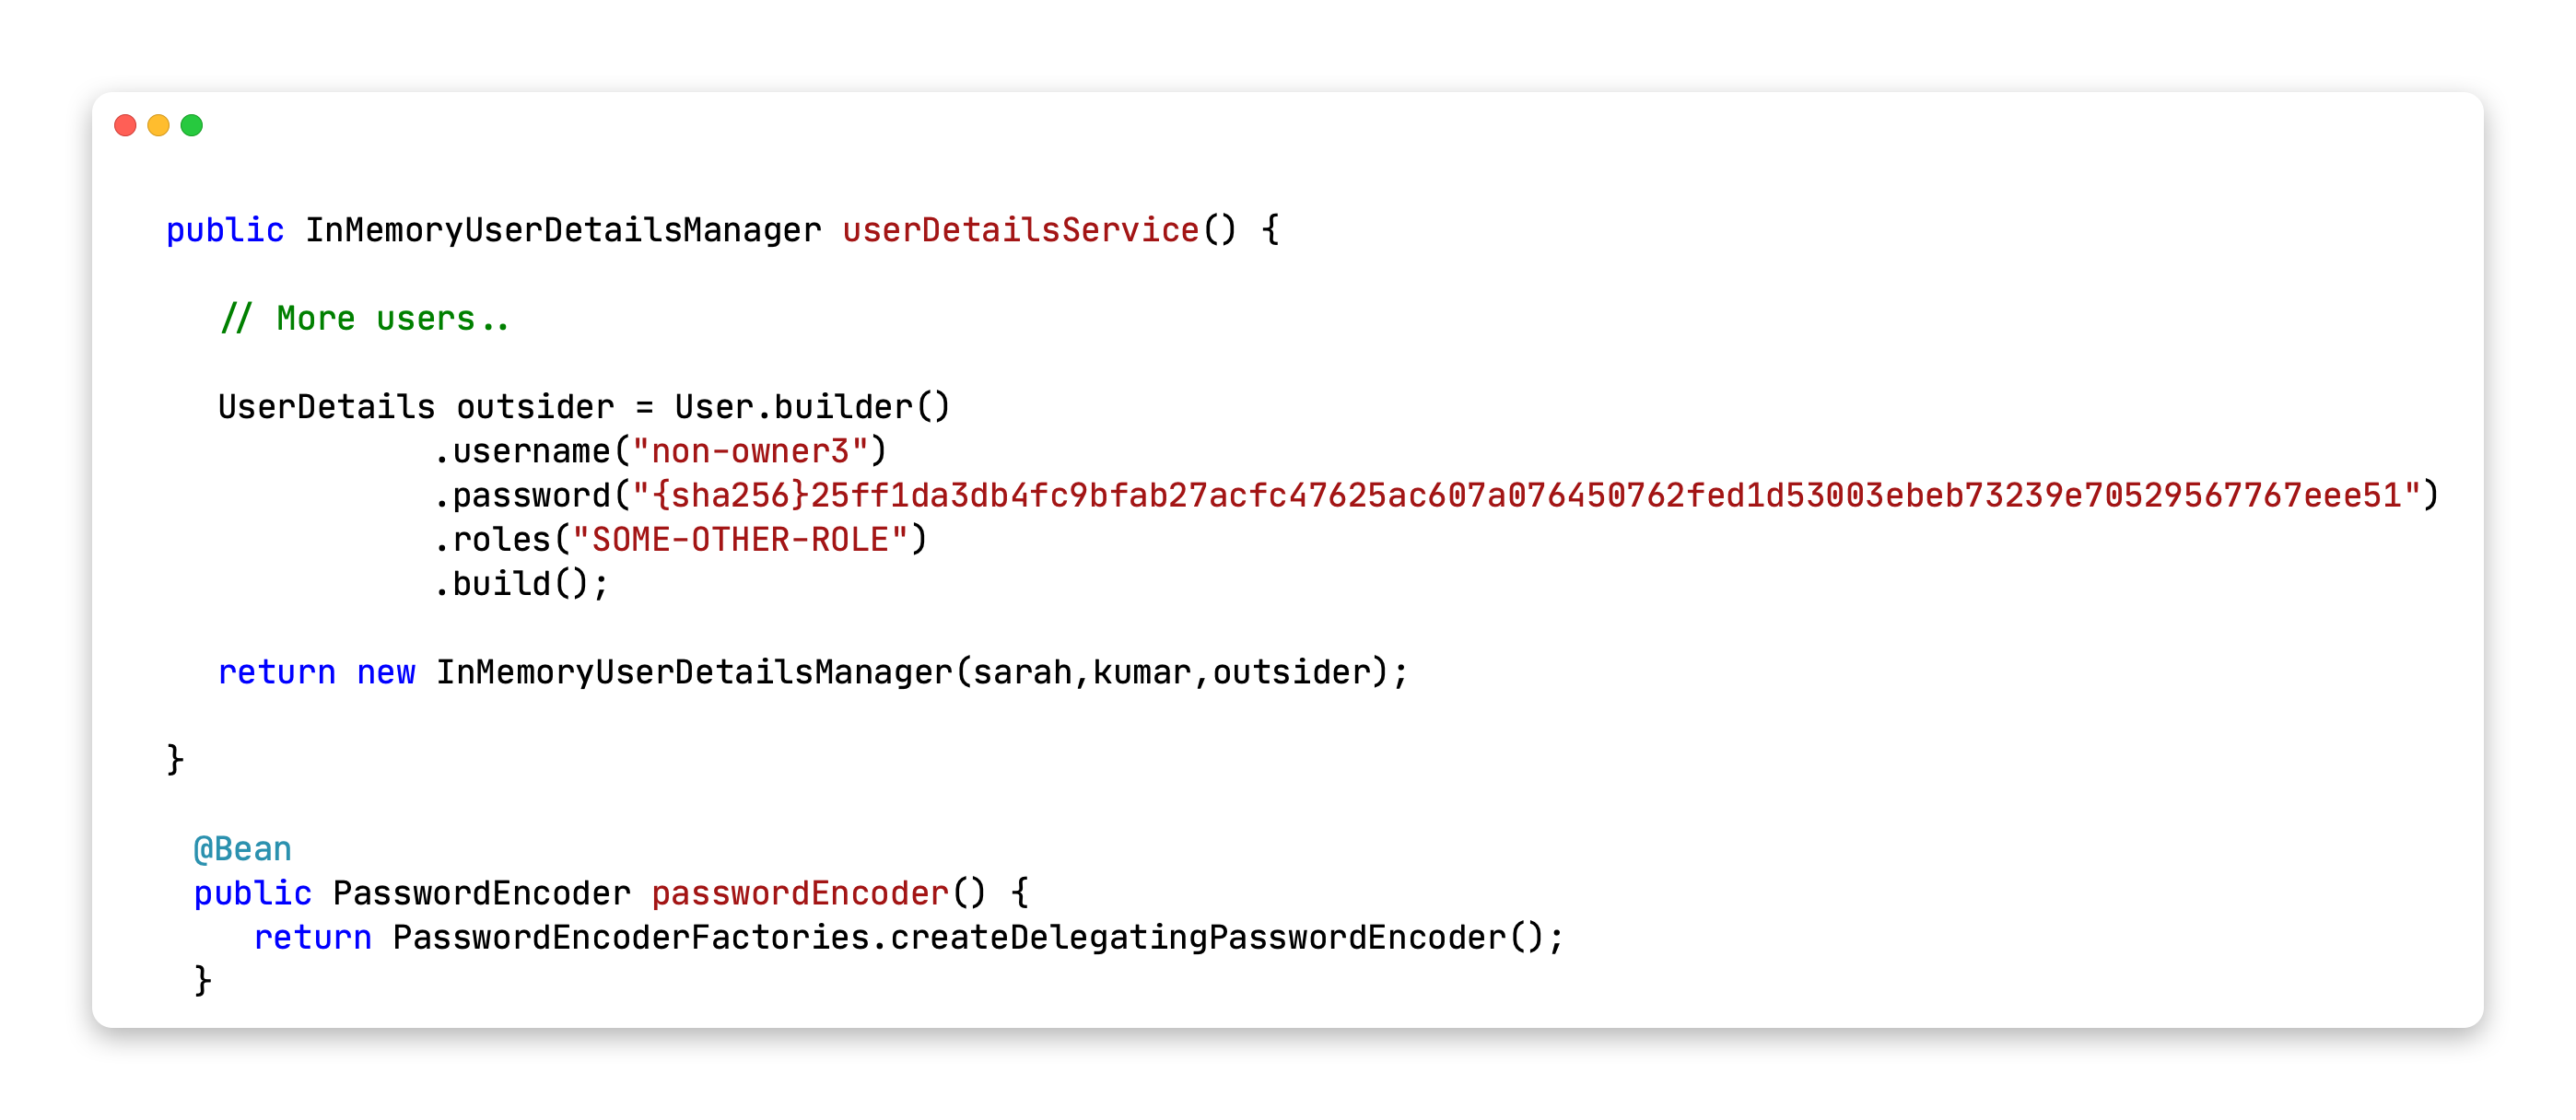 public InMemoryUserDetailsManager userDetailsService() {
// More users..
UserDetails outsider = User.builder()
.username("non-owner3")
.password("{sha256}25ff1da3db4fc9bfab27acfc47625ac607a076450762fed1d53003ebeb73239e70529567767eee51")
.roles("SOME-OTHER-ROLE")
.build();
return new InMemoryUserDetailsManager(sarah,kumar,outsider);
}
@Bean
public PasswordEncoder passwordEncoder() {
return PasswordEncoderFactories.createDelegatingPasswordEncoder();
}